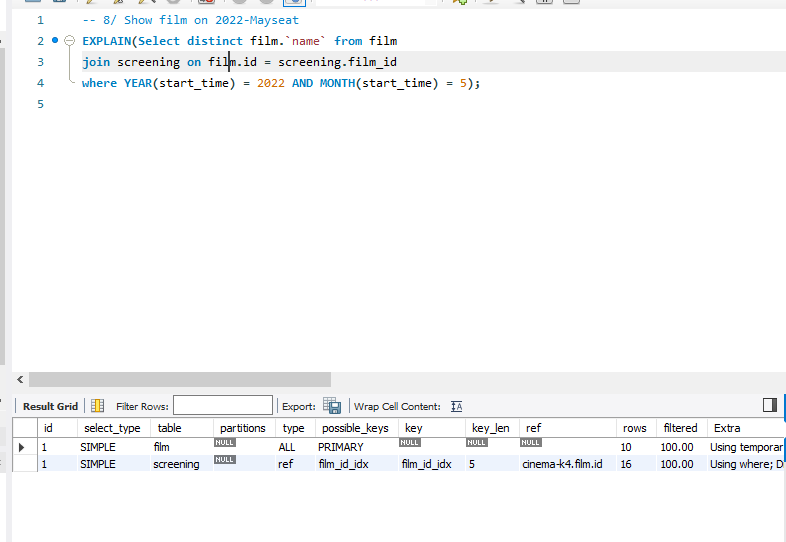 1 -- 8/ Show film on 2022-Mayseat
2 EXPLAIN(Select distinct film.`name` from film
3 join screening on film.id = screening.film_id
4 where YEAR(start_time) = 2022 AND MONTH(start_time) = 5);
5
Result Grid Filter Rows: Export: Wrap Cell Content:
id select_type table partitions type possible_keys key key_len ref rows filtered Extra
1 SIMPLE film NULL ALL PRIMARY NULL NULL NULL 10 100.00 Using temporar
1 SIMPLE screening NULL ref film_id_idx film_id_idx 5 cinema-k4.film.id 16 100.00 Using where; D